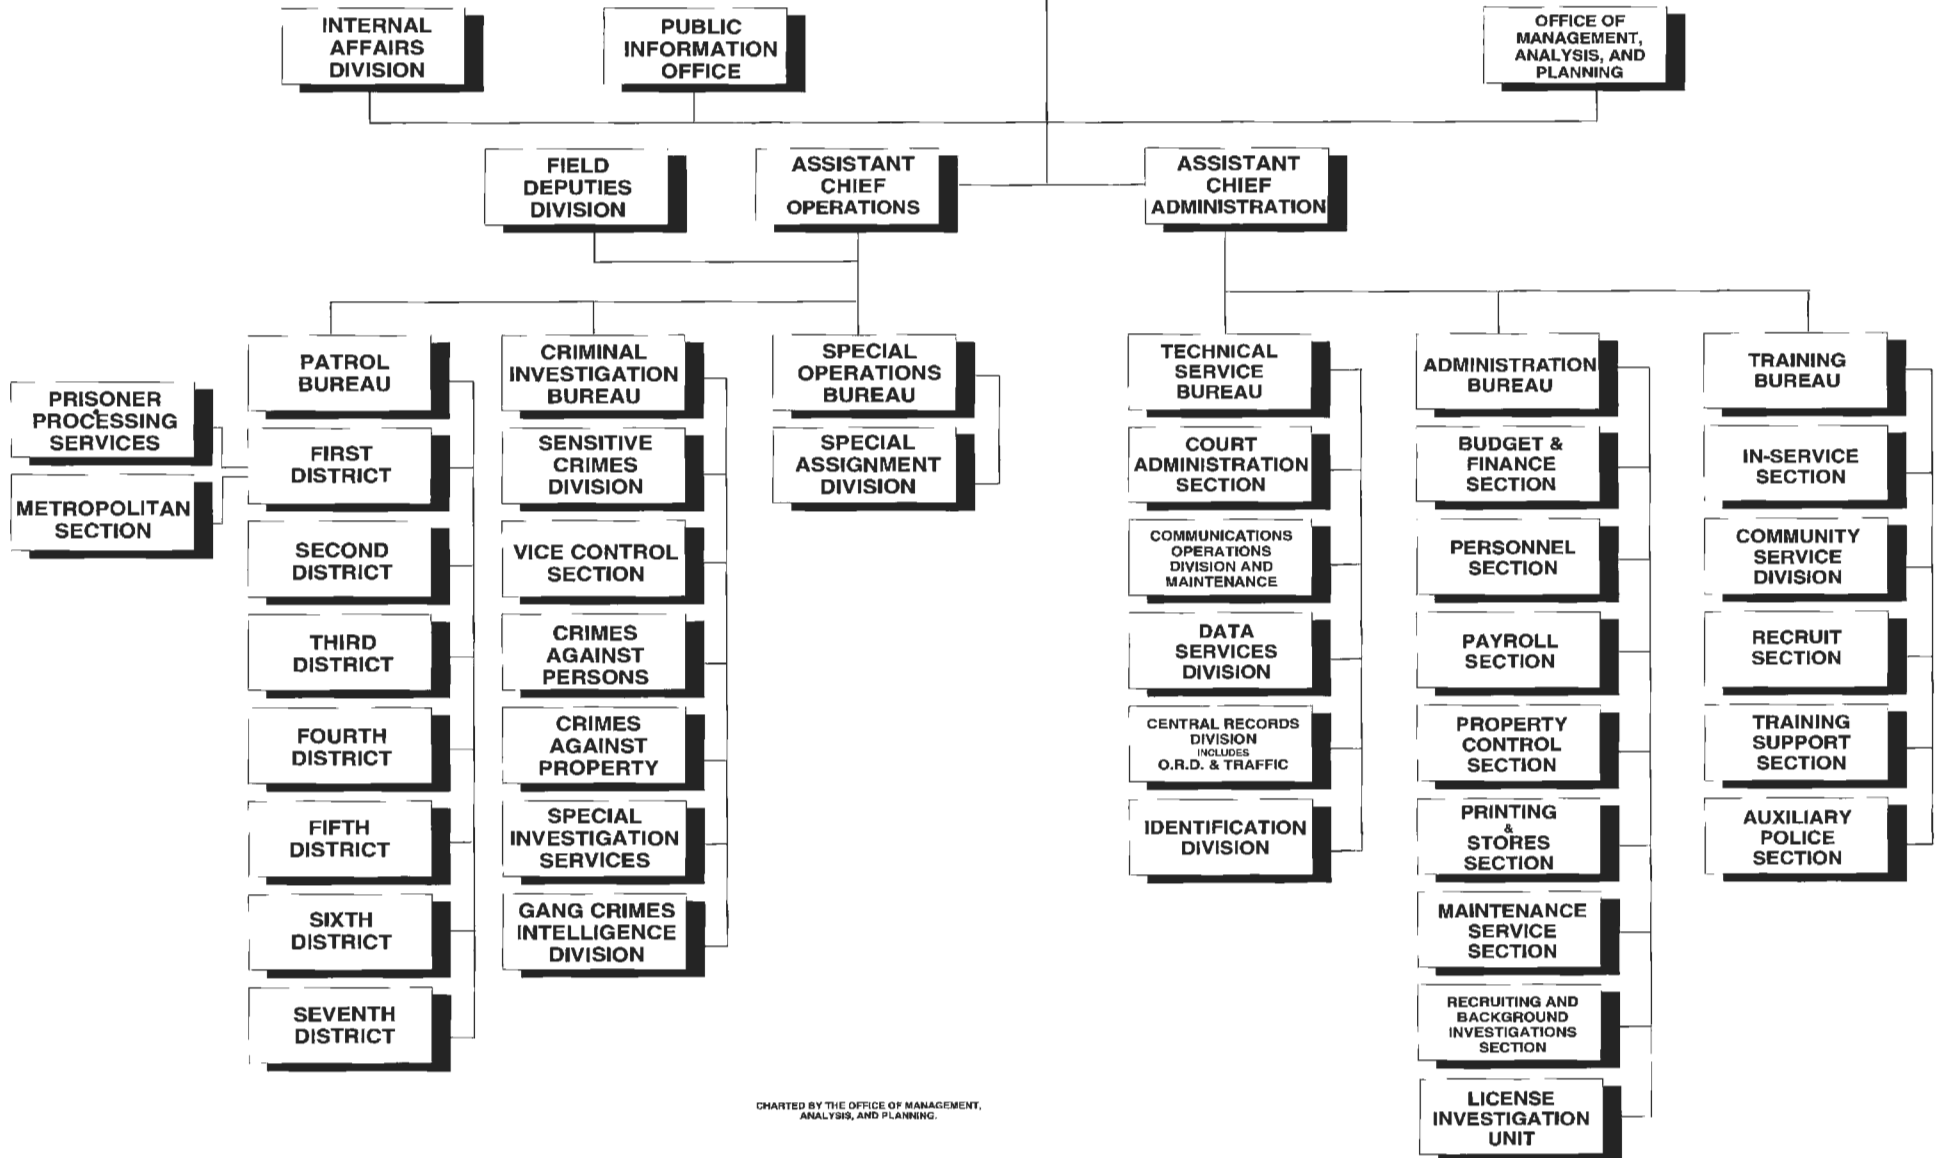 INTERNAL
AFFAIRS
DIVISION
PUBLIC
INFORMATION
OFFICE
OFFICE OF
MANAGEMENT,
ANALYSIS, AND
PLANNING
FIELD
DEPUTIES
DIVISION
ASSISTANT
CHIEF
OPERATIONS
ASSISTANT
CHIEF
ADMINISTRATION
PRISONER
PROCESSING
SERVICES
METROPOLITAN
SECTION
PATROL
BUREAU
FIRST
DISTRICT
SECOND
DISTRICT
THIRD
DISTRICT
FOURTH
DISTRICT
FIFTH
DISTRICT
SIXTH
DISTRICT
SEVENTH
DISTRICT
CRIMINAL
INVESTIGATION
BUREAU
SENSITIVE
CRIMES
DIVISION
VICE CONTROL
SECTION
CRIMES
AGAINST
PERSONS
CRIMES
AGAINST
PROPERTY
SPECIAL
INVESTIGATION
SERVICES
GANG CRIMES
INTELLIGENCE
DIVISION
SPECIAL
OPERATIONS
BUREAU
SPECIAL
ASSIGNMENT
DIVISION
TECHNICAL
SERVICE
BUREAU
COURT
ADMINISTRATION
SECTION
COMMUNICATIONS
OPERATIONS
DIVISION AND
MAINTENANCE
DATA
SERVICES
DIVISION
CENTRAL RECORDS
DIVISION
INCLUDES
O.R.D. & TRAFFIC
IDENTIFICATION
DIVISION
ADMINISTRATION
BUREAU
BUDGET &
FINANCE
SECTION
PERSONNEL
SECTION
PAYROLL
SECTION
PROPERTY
CONTROL
SECTION
PRINTING
&
STORES
SECTION
MAINTENANCE
SERVICE
SECTION
RECRUITING AND
BACKGROUND
INVESTIGATIONS
SECTION
LICENSE
INVESTIGATION
UNIT
TRAINING
BUREAU
IN-SERVICE
SECTION
COMMUNITY
SERVICE
DIVISION
RECRUIT
SECTION
TRAINING
SUPPORT
SECTION
AUXILIARY
POLICE
SECTION
CHARTED BY THE OFFICE OF MANAGEMENT,
ANALYSIS, AND PLANNING.